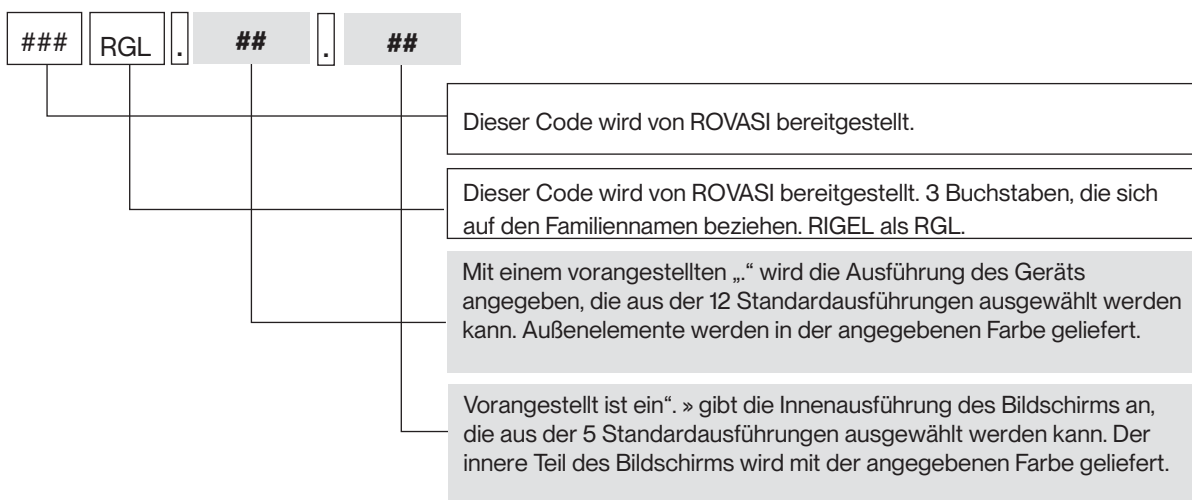 ### RGL . ## . ##
Dieser Code wird von ROVASI bereitgestellt.
Dieser Code wird von ROVASI bereitgestellt. 3 Buchstaben, die sich
auf den Familiennamen beziehen. RIGEL als RGL.
Mit einem vorangestellten „.“ wird die Ausführung des Geräts
angegeben, die aus der 12 Standardausführungen ausgewählt werden
kann. Außenelemente werden in der angegebenen Farbe geliefert.
Vorangestellt ist ein“. » gibt die Innenausführung des Bildschirms an,
die aus der 5 Standardausführungen ausgewählt werden kann. Der
innere Teil des Bildschirms wird mit der angegebenen Farbe geliefert.